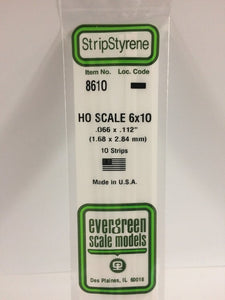 StripStyrene
Item No. Loc. Code
8610
HO SCALE 6x10
.066 x .112"
(1.68 x 2.84 mm)
10 Strips
Made in U.S.A.
evergreen
scale models
Des Plaines, IL 60018